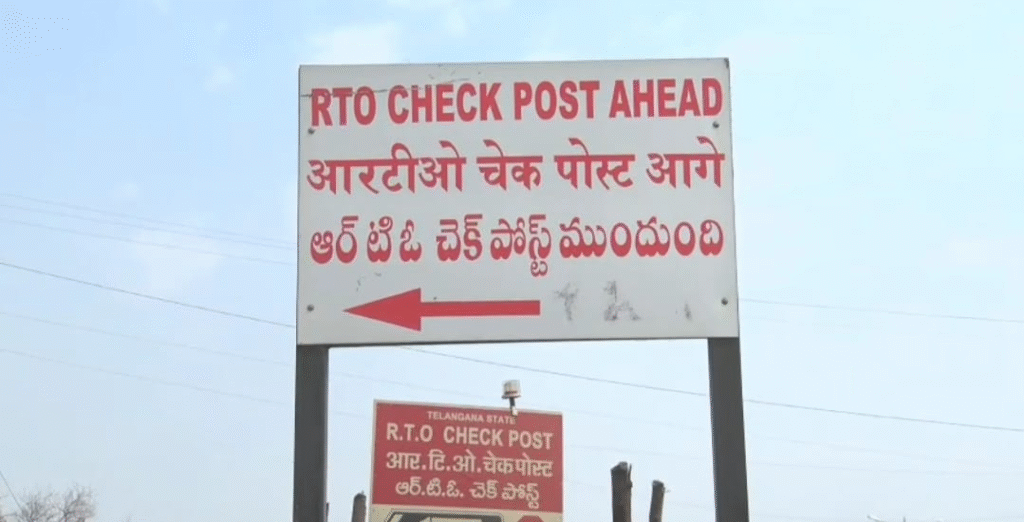 RTO CHECK POST AHEAD
आरटीओ चेक पोस्ट आगे
ఆర్ టి ఓ చెక్ పోస్ట్ ముందుంది
TELANGANA STATE
R.T.O CHECK POST
आर.टि.ओ.चेकपोस्ट
ఆర్.టి.ఓ. చెక్ పోస్ట్